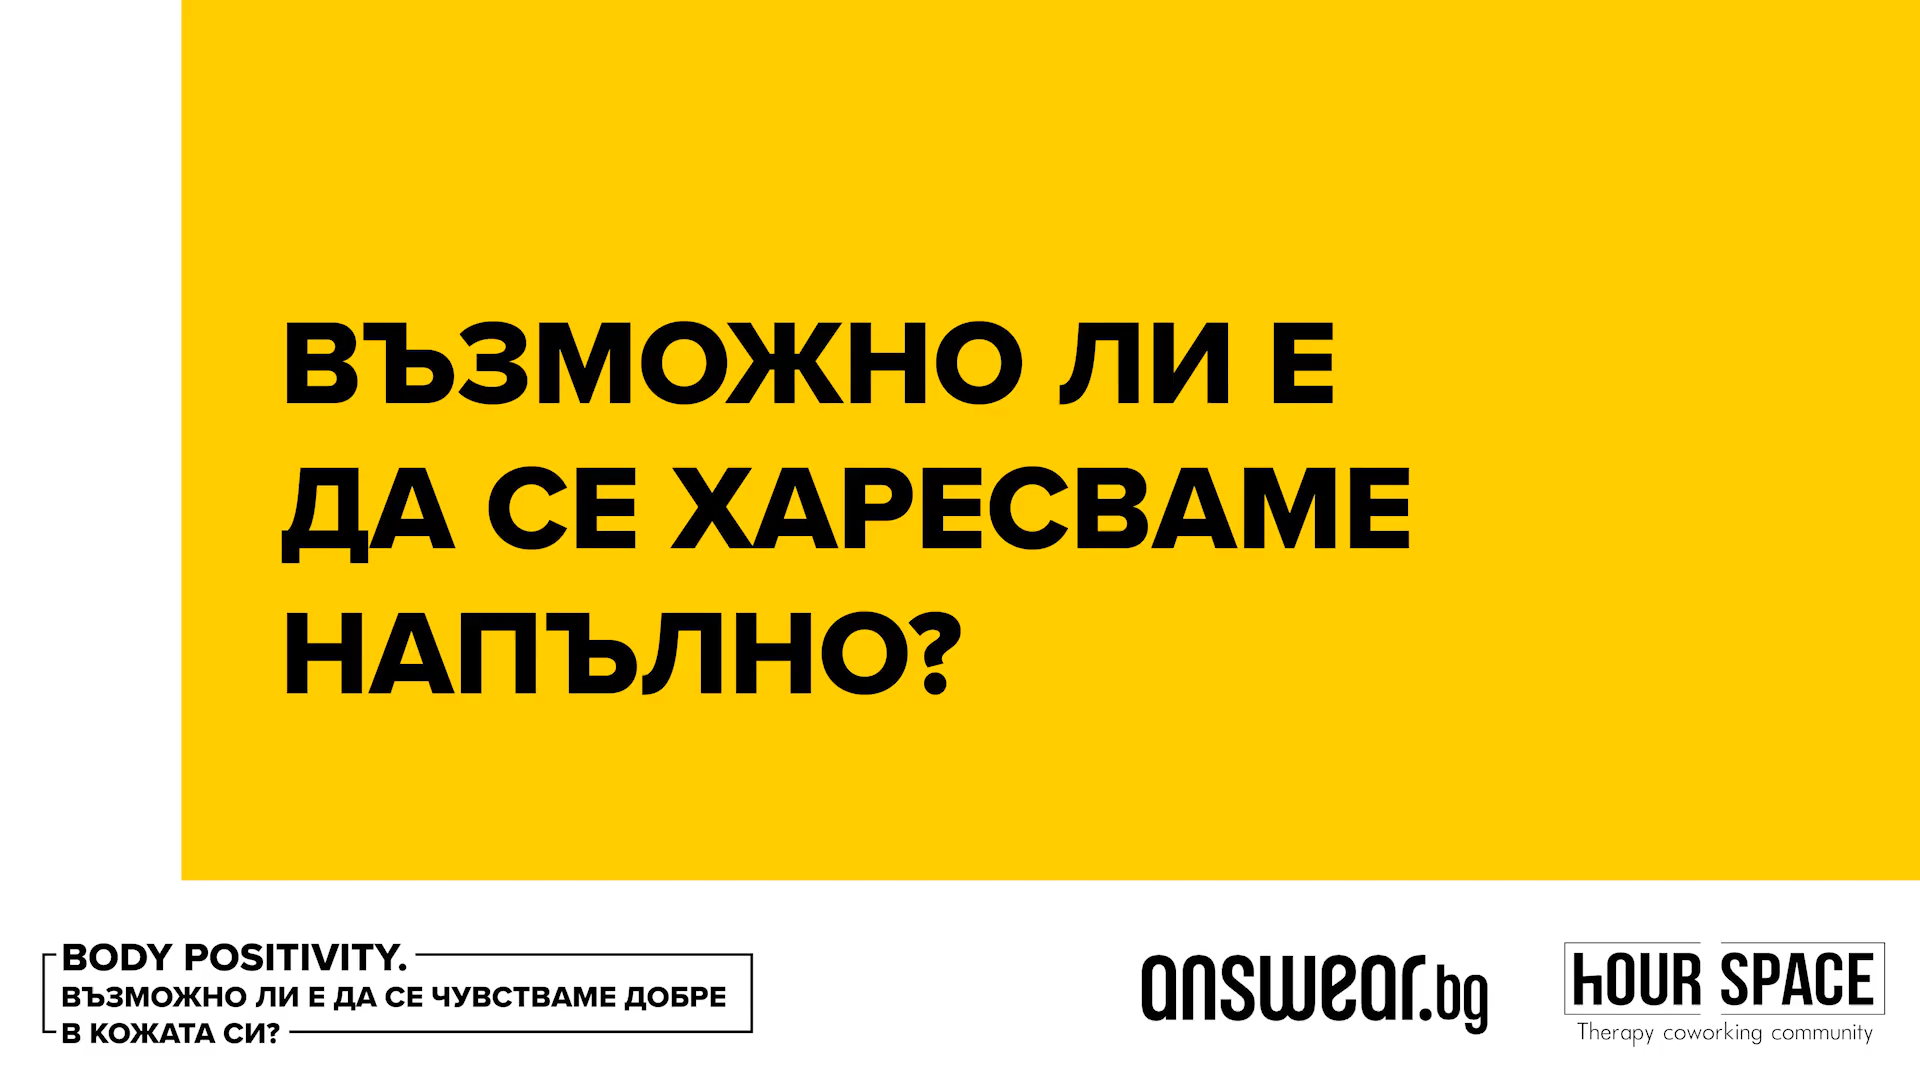 ВЪЗМОЖНО ЛИ Е
ДА СЕ ХАРЕСВАМЕ
НАПЪЛНО?
BODY POSITIVITY.
ВЪЗМОЖНО ЛИ Е ДА СЕ ЧУВСТВАМЕ ДОБРЕ
В КОЖАТА СИ?
answear.bg
hOUR SPACE
Therapy coworking community